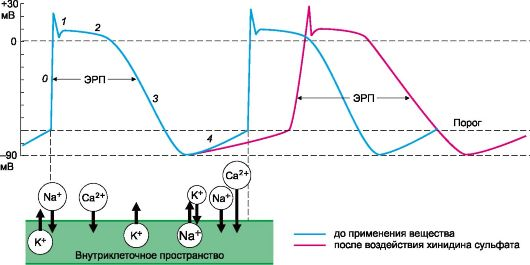 +30
мВ
1
2
0
0
ЭРП
ЭРП
3
4
Порог
–90
мВ
Na⁺
Ca²⁺
K⁺
Na⁺
Ca²⁺
K⁺
K⁺
Na⁺
Внутриклеточное пространство
до применения вещества
после воздействия хинидина сульфата